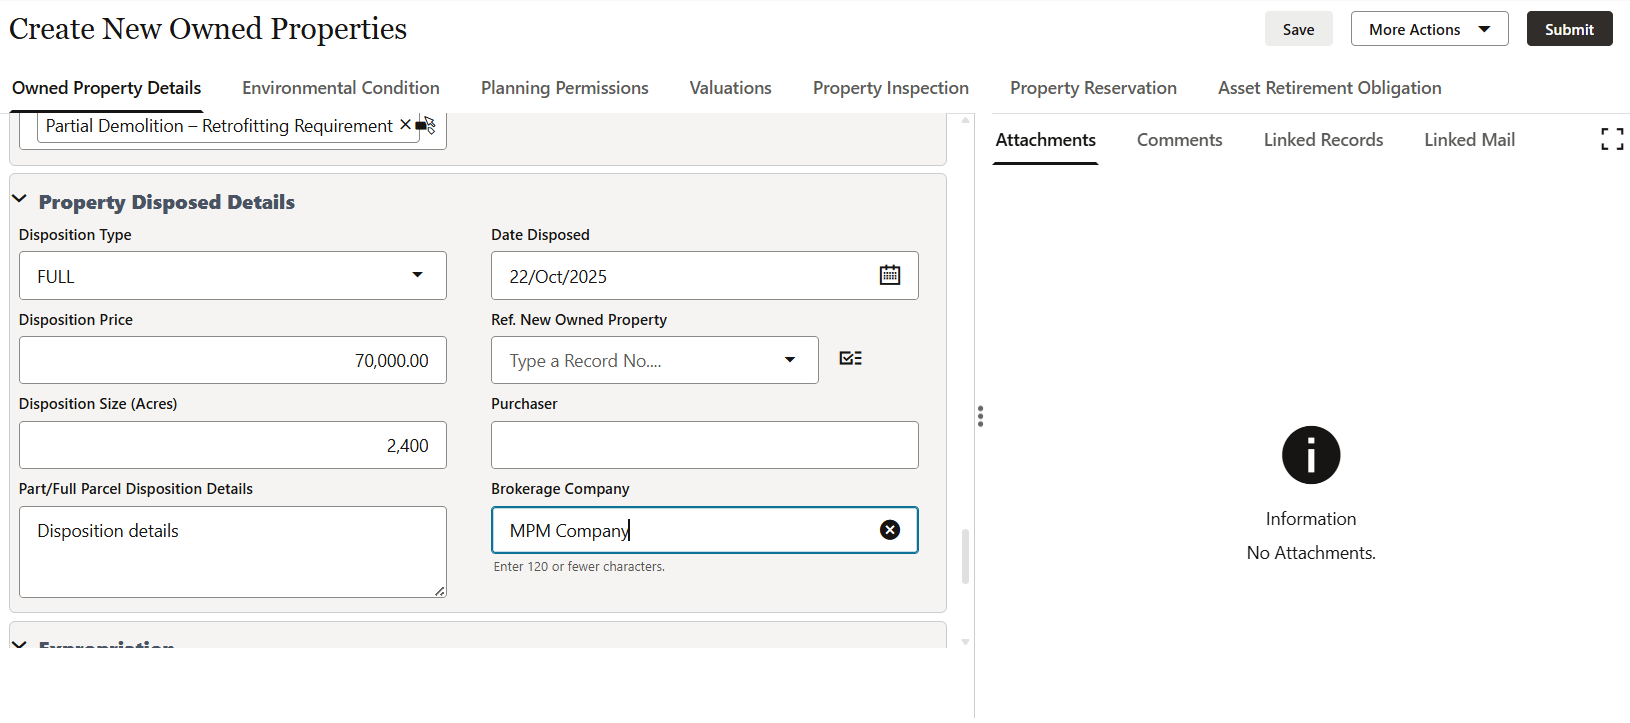 Create New Owned Properties
Save
More Actions
Submit
Owned Property Details
Environmental Condition
Planning Permissions
Valuations
Property Inspection
Property Reservation
Asset Retirement Obligation
Partial Demolition – Retrofitting Requirement
Property Disposed Details
Disposition Type
FULL
Date Disposed
22/Oct/2025
Disposition Price
70,000.00
Ref. New Owned Property
Type a Record No....
Disposition Size (Acres)
2,400
Purchaser
Part/Full Parcel Disposition Details
Disposition details
Brokerage Company
MPM Company
Enter 120 or fewer characters.
Expropriation
Attachments
Comments
Linked Records
Linked Mail
Information
No Attachments.